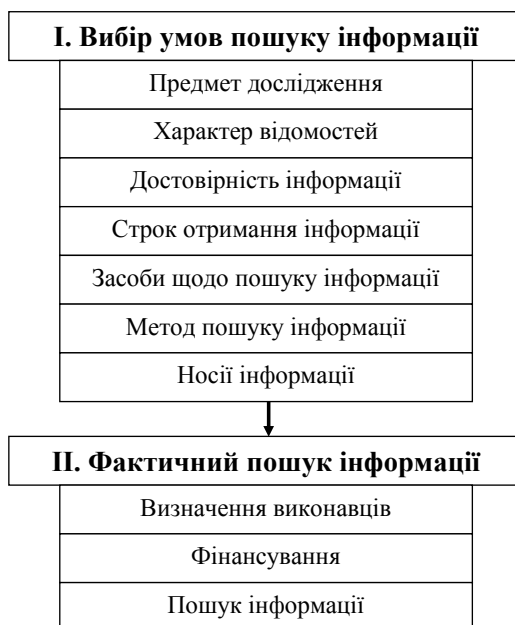 I. Вибір умов пошуку інформації
Предмет дослідження
Характер відомостей
Достовірність інформації
Строк отримання інформації
Засоби щодо пошуку інформації
Метод пошуку інформації
Носії інформації
II. Фактичний пошук інформації
Визначення виконавців
Фінансування
Пошук інформації